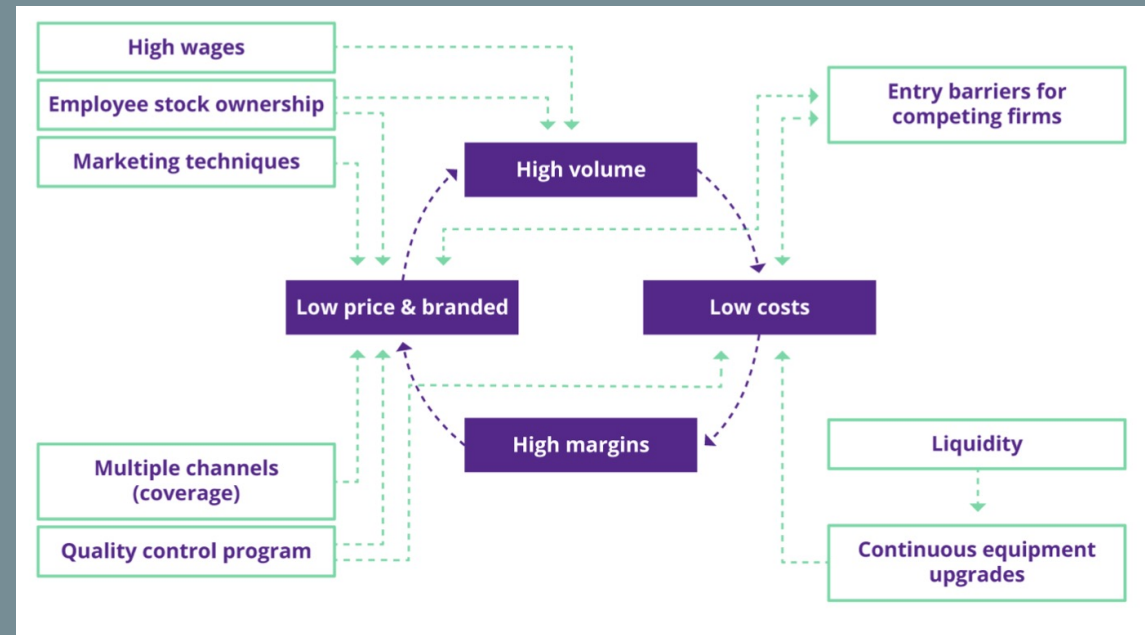 High wages
Employee stock ownership
Marketing techniques
Entry barriers for
competing firms
High volume
Low price & branded
Low costs
High margins
Multiple channels
(coverage)
Quality control program
Liquidity
Continuous equipment
upgrades